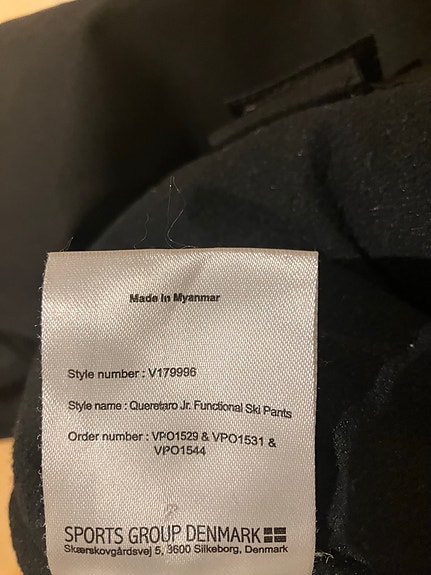 Made In Myanmar
Style number : V179996
Style name : Queretaro Jr. Functional Ski Pants
Order number : VPO1529 & VPO1531 &
VPO1544
SPORTS GROUP DENMARK
Skærskovgårdsvej 5, 3600 Silkeborg, Denmark